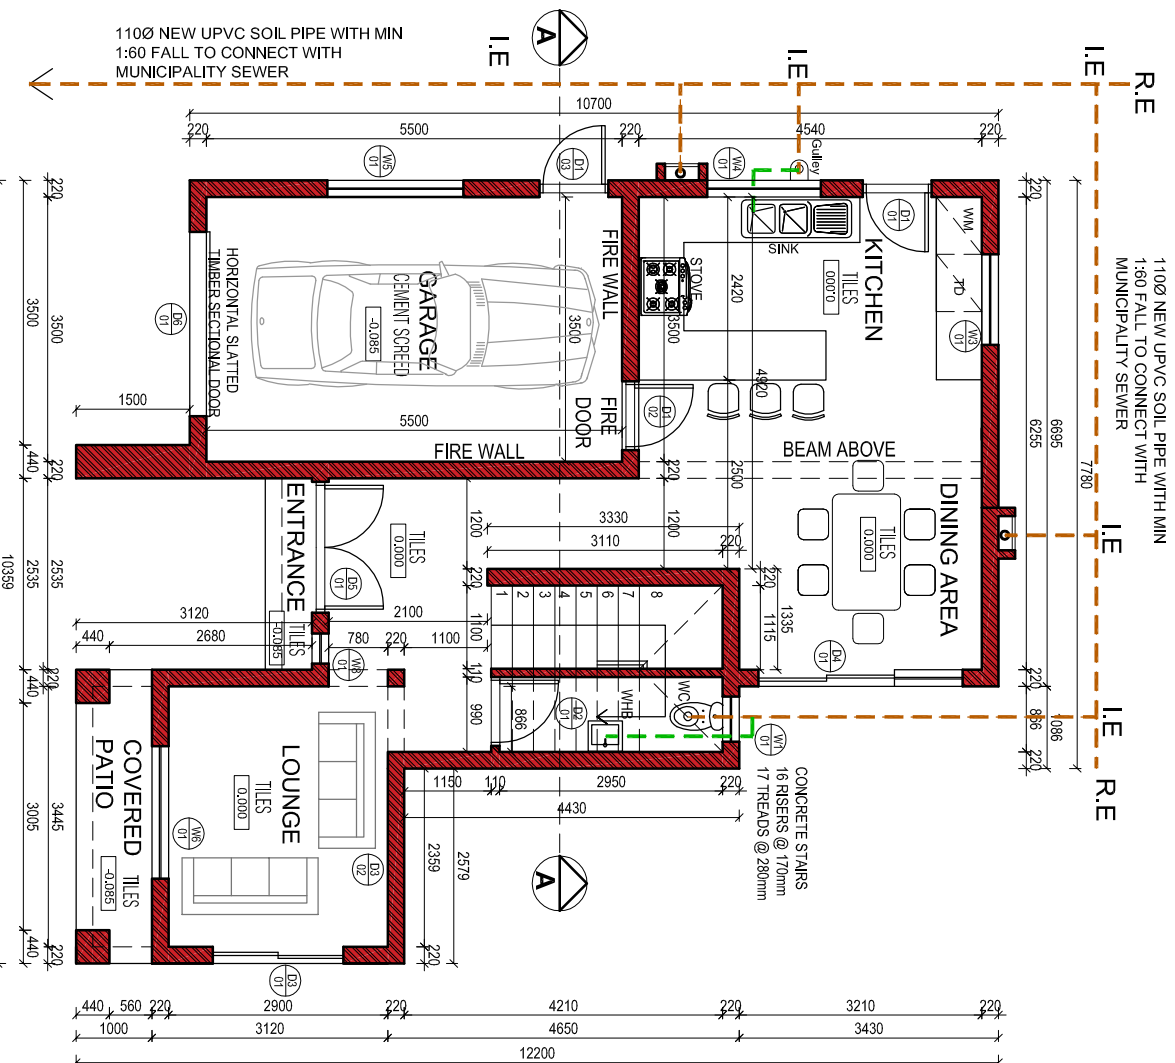 110Ø NEW UPVC SOIL PIPE WITH MIN
1:60 FALL TO CONNECT WITH
MUNICIPALITY SEWER
I.E
A
I.E
I.E
R.E
10700
220
5500
220
4540
220
W5
01
D1
03
W4
01
Gulley
D1
01
220
6695
6255
7780
110Ø NEW UPVC SOIL PIPE WITH MIN
1:60 FALL TO CONNECT WITH
MUNICIPALITY SEWER
I.E
I.E
R.E
220
3500
3500
1500
440
220
HORIZONTAL SLATTED
TIMBER SECTIONAL DOOR
D6
01
GARAGE
CEMENT SCREED
-0.085
3500
5500
FIRE WALL
FIRE WALL
FIRE
DOOR
D1
02
STOVE
SINK
KITCHEN
TILES
0.000
WM
TD
W3
01
2420
3500
4920
BEAM ABOVE
220
2500
1200
DINING AREA
TILES
0.000
ENTRANCE
TILES
-0.085
TILES
0.000
D5
01
1200
3330
3110
220
220
220
1335
1115
1
2
3
4
5
6
7
8
1100
110
990
D4
01
2535
2535
10359
3120
440
2680
2100
780
220
1100
W8
01
866
D2
01
WHB
WC
W1
01
220
866
1086
220
440
220
COVERED
PATIO
TILES
-0.085
LOUNGE
TILES
0.000
W6
01
D3
02
D3
01
1150
110
2950
220
4430
2359
2579
220
CONCRETE STAIRS
16 RISERS @ 170mm
17 TREADS @ 280mm
A
3005
3445
440
220
440
560
220
2900
220
4210
220
3210
220
1000
3120
4650
3430
12200